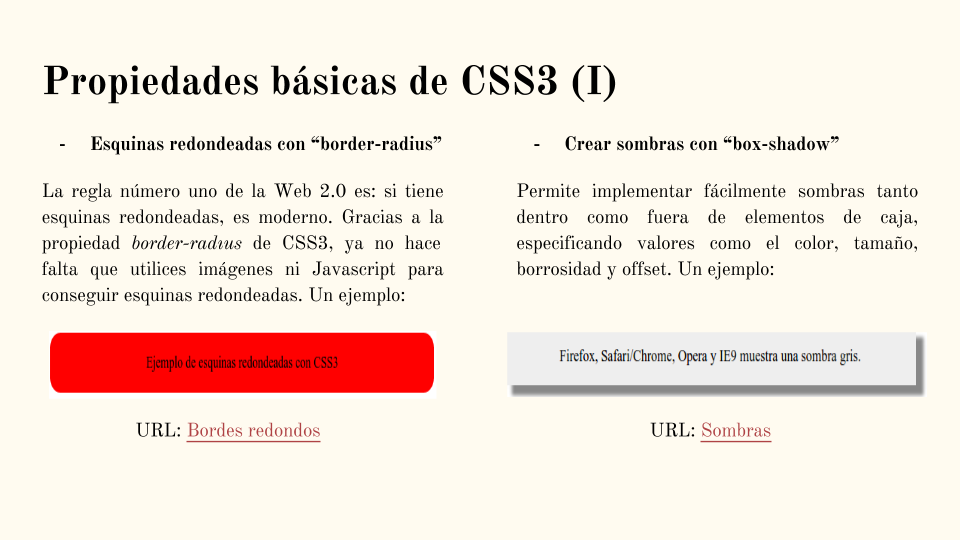 Propiedades básicas de CSS3 (I)
- Esquinas redondeadas con “border-radius”
La regla número uno de la Web 2.0 es: si tiene
esquinas redondeadas, es moderno. Gracias a la
propiedad border-radius de CSS3, ya no hace
falta que utilices imágenes ni Javascript para
conseguir esquinas redondeadas. Un ejemplo:
Ejemplo de esquinas redondeadas con CSS3
URL: Bordes redondos
- Crear sombras con “box-shadow”
Permite implementar fácilmente sombras tanto
dentro como fuera de elementos de caja,
especificando valores como el color, tamaño,
borrosidad y offset. Un ejemplo:
Firefox, Safari/Chrome, Opera y IE9 muestra una sombra gris.
URL: Sombras